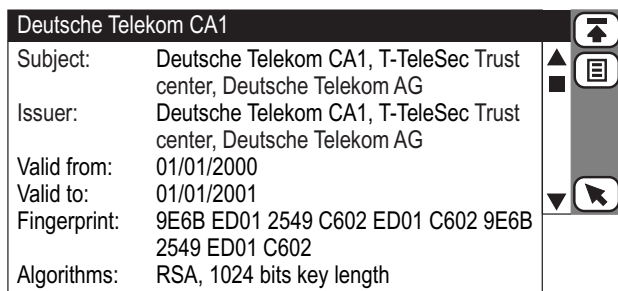 Deutsche Telekom CA1
Subject: Deutsche Telekom CA1, T-TeleSec Trust
center, Deutsche Telekom AG
Issuer: Deutsche Telekom CA1, T-TeleSec Trust
center, Deutsche Telekom AG
Valid from: 01/01/2000
Valid to: 01/01/2001
Fingerprint: 9E6B ED01 2549 C602 ED01 C602 9E6B
2549 ED01 C602
Algorithms: RSA, 1024 bits key length